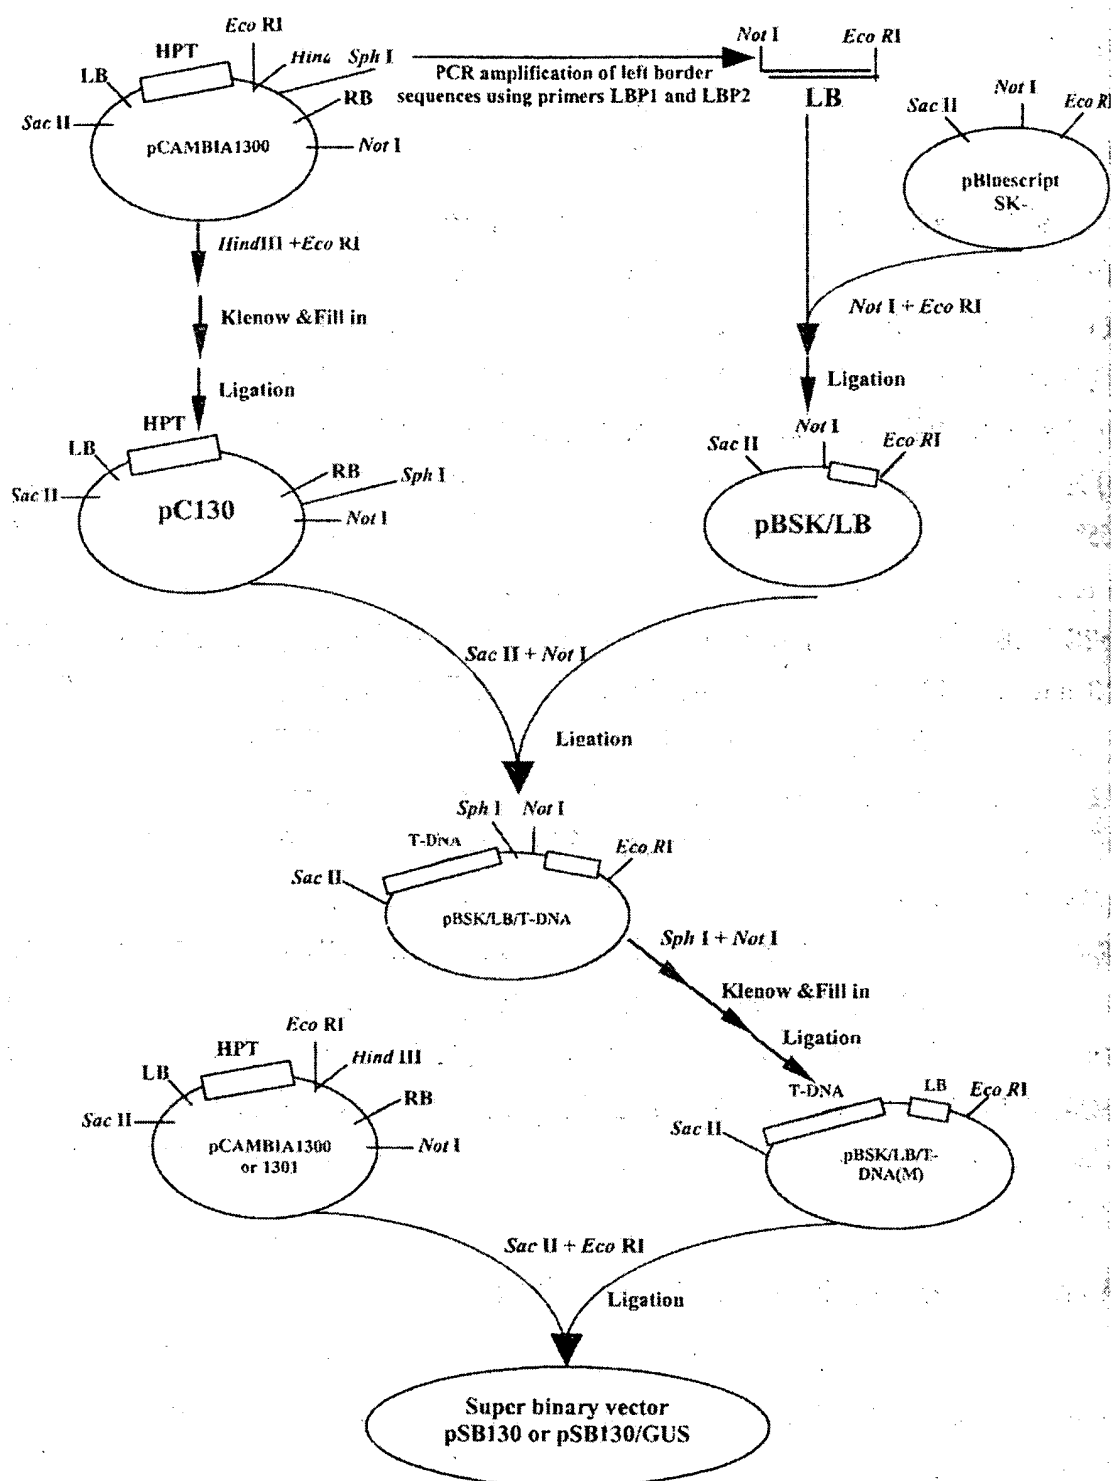 Eco RI
HPT
Hind
Sph I
LB
RB
Sac II
pCAMBIA1300
Not I
PCR amplification of left border
sequences using primers LBP1 and LBP2
Not I
Eco RI
LB
Sac II
Not I
Eco RI
pBluescript
SK-
HindIII +Eco RI
Klenow &Fill in
Ligation
Not I + Eco RI
Ligation
HPT
LB
RB
Sph I
Sac II
pC130
Not I
Not I
Sac II
Eco RI
pBSK/LB
Sac II + Not I
Ligation
Sph I
Not I
T-DNA
Eco RI
Sac II
pBSK/LB/T-DNA
Sph I + Not I
Klenow &Fill in
Ligation
Eco RI
HPT
Hind III
LB
RB
Sac II
pCAMBIA1300
or 1301
Not I
T-DNA
LB
Eco RI
Sac II
pBSK/LB/T-
DNA(M)
Sac II + Eco RI
Ligation
Super binary vector
pSB130 or pSB130/GUS